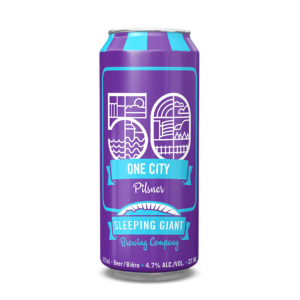 50
ONE CITY
Pilsner
SLEEPING GIANT
Brewing Company
Beer/Bière - 4.7% ALC./VOL.